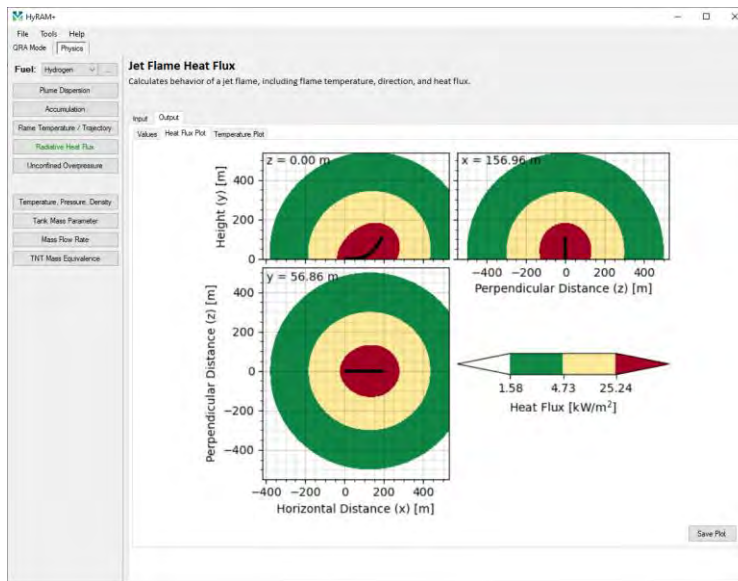 HyRAM+
File Tools Help
QRA Mode Physics
Fuel: Hydrogen ...
Plume Dispersion
Accumulation
Flame Temperature / Trajectory
Radiative Heat Flux
Unconfined Overpressure
Temperature, Pressure, Density
Tank Mass Parameter
Mass Flow Rate
TNT Mass Equivalence
Jet Flame Heat Flux
Calculates behavior of a jet flame, including flame temperature, direction, and heat flux.
Input Output
Values Heat Flux Plot Temperature Plot
z = 0.00 m
Height (y) [m]
400
200
0
x = 156.96 m
−400 −200 0 200 400
Perpendicular Distance (z) [m]
y = 56.86 m
Perpendicular Distance (z) [m]
400
200
0
−200
−400
−400 −200 0 200 400
Horizontal Distance (x) [m]
1.58 4.73 25.24
Heat Flux [kW/m²]
Save Plot